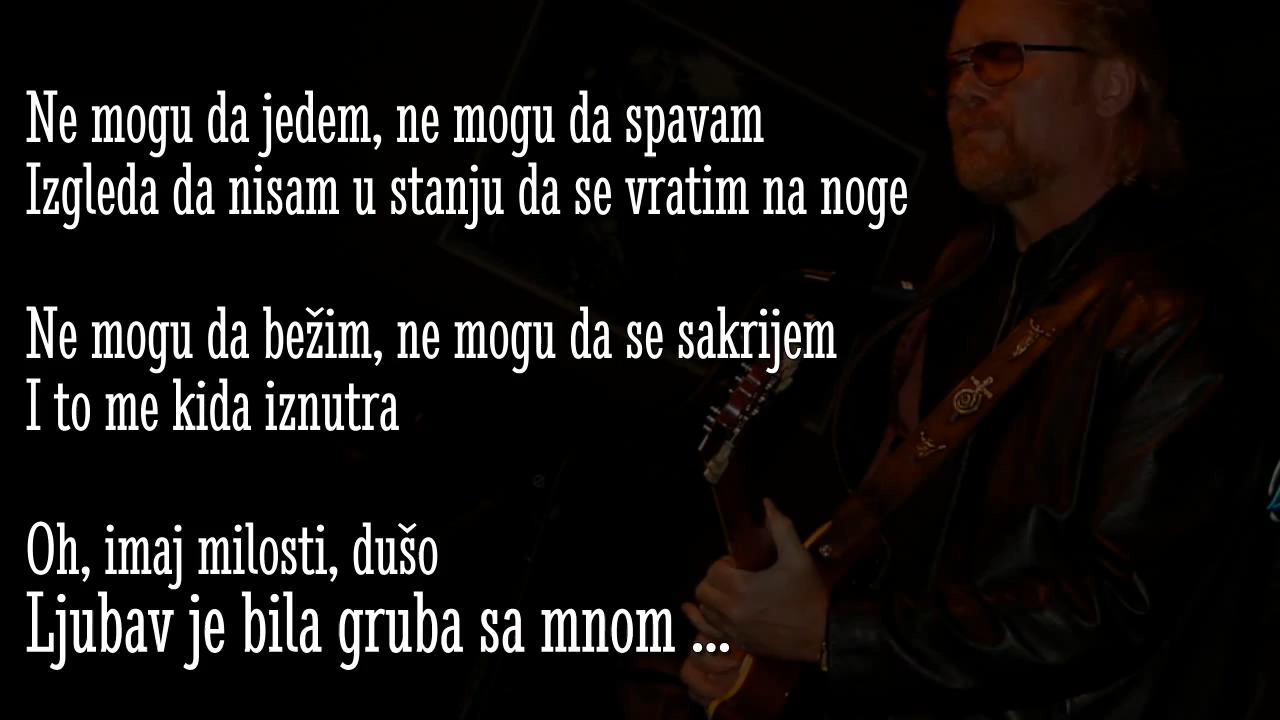 Ne mogu da jedem, ne mogu da spavam
Izgleda da nisam u stanju da se vratim na noge
Ne mogu da bežim, ne mogu da se sakrijem
I to me kida iznutra
Oh, imaj milosti, dušo
Ljubav je bila gruba sa mnom ...